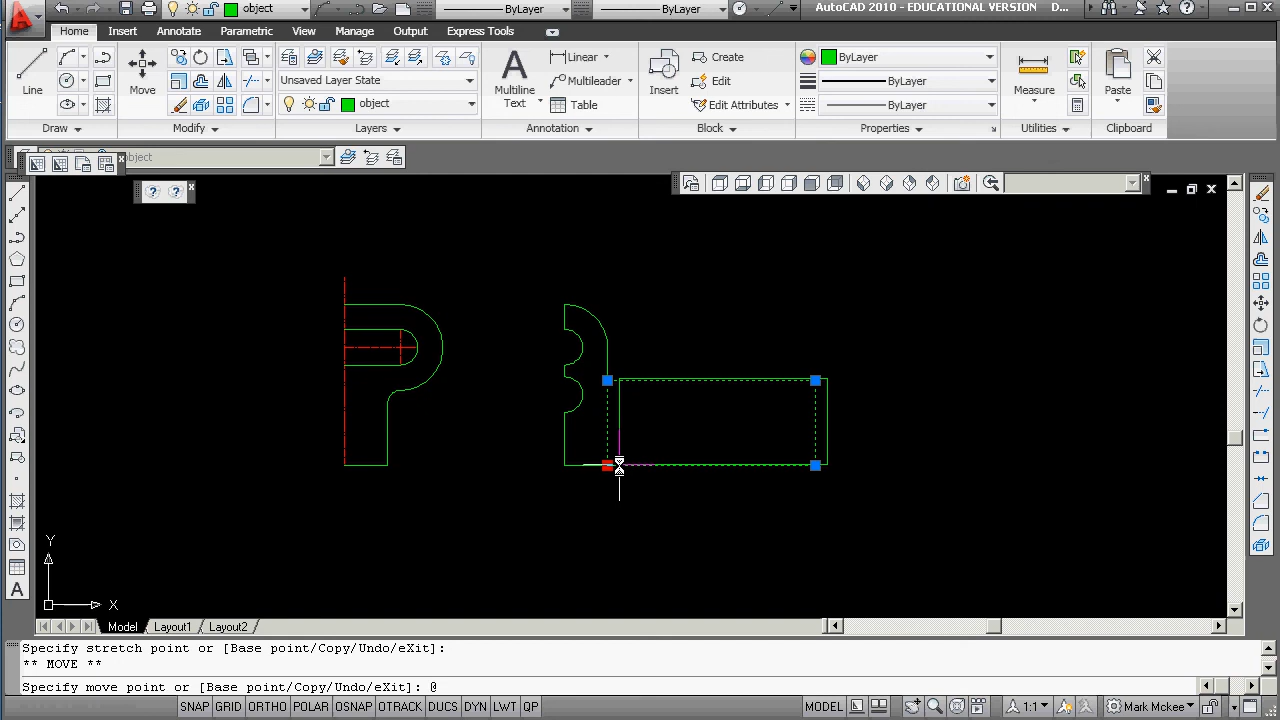 object
ByLayer
ByLayer
AutoCAD 2010 - EDUCATIONAL VERSION D...
Home Insert Annotate Parametric View Manage Output Express Tools
Line
Move
Unsaved Layer State
object
Multiline
Text
Linear
Multileader
Table
Insert
Create
Edit
Edit Attributes
ByLayer
ByLayer
ByLayer
Measure
Paste
Draw Modify Layers Annotation Block Properties Utilities Clipboard
object
Y
X
Model Layout1 Layout2
Specify stretch point or [Base point/Copy/Undo/eXit]:
** MOVE **
Specify move point or [Base point/Copy/Undo/eXit]: @
SNAP GRID ORTHO POLAR OSNAP OTRACK DUCS DYN LWT QP MODEL 1:1 Mark Mckee